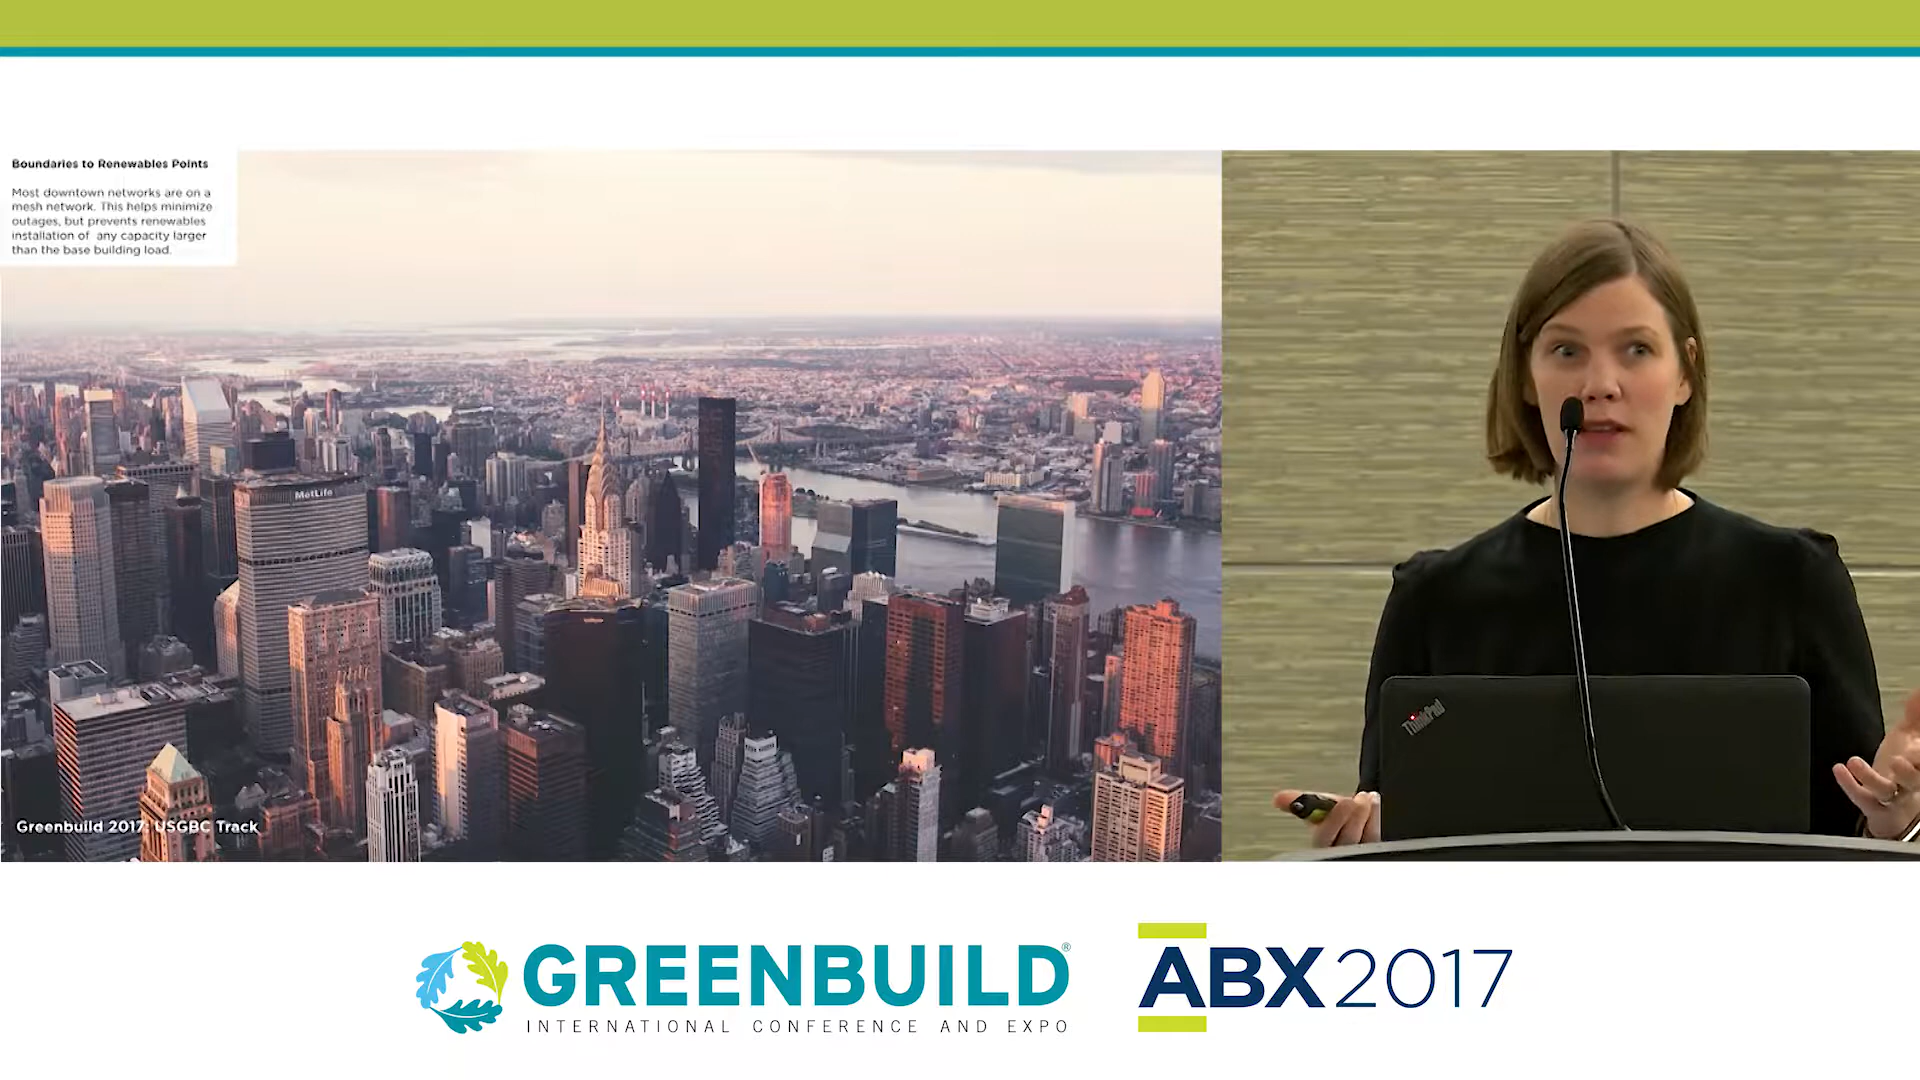 Boundaries to Renewables Points
Most downtown networks are on a
mesh network. This helps minimize
outages, but prevents renewables
installation of any capacity larger
than the base building load.
MetLife
ThinkPad
Greenbuild 2017: USGBC Track
GREENBUILD®
INTERNATIONAL CONFERENCE AND EXPO
ABX2017